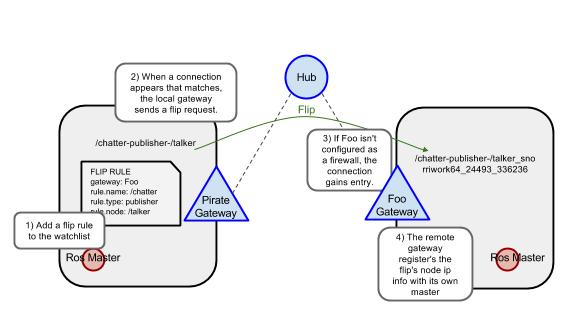 2) When a connection
appears that matches,
the local gateway
sends a flip request.
Hub
Flip
3) If Foo isn't
configured as
a firewall, the
connection
gains entry.
/chatter-publisher-/talker
/chatter-publisher-/talker_sno
rriwork64_24493_336236
FLIP RULE
gateway: Foo
rule.name: /chatter
rule.type: publisher
rule.node: /talker
Pirate
Gateway
Foo
Gateway
1) Add a flip rule
to the watchlist
4) The remote
gateway
register's the
flip's node ip
info with its own
master
Ros Master
Ros Master